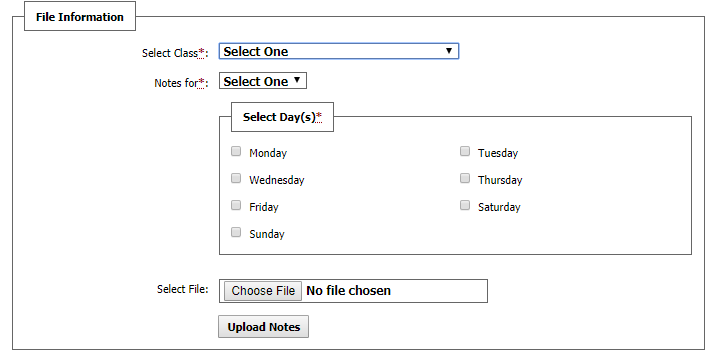 File Information
Select Class*: Select One
Notes for*: Select One
Select Day(s)*
Monday Tuesday
Wednesday Thursday
Friday Saturday
Sunday
Select File: Choose File No file chosen
Upload Notes